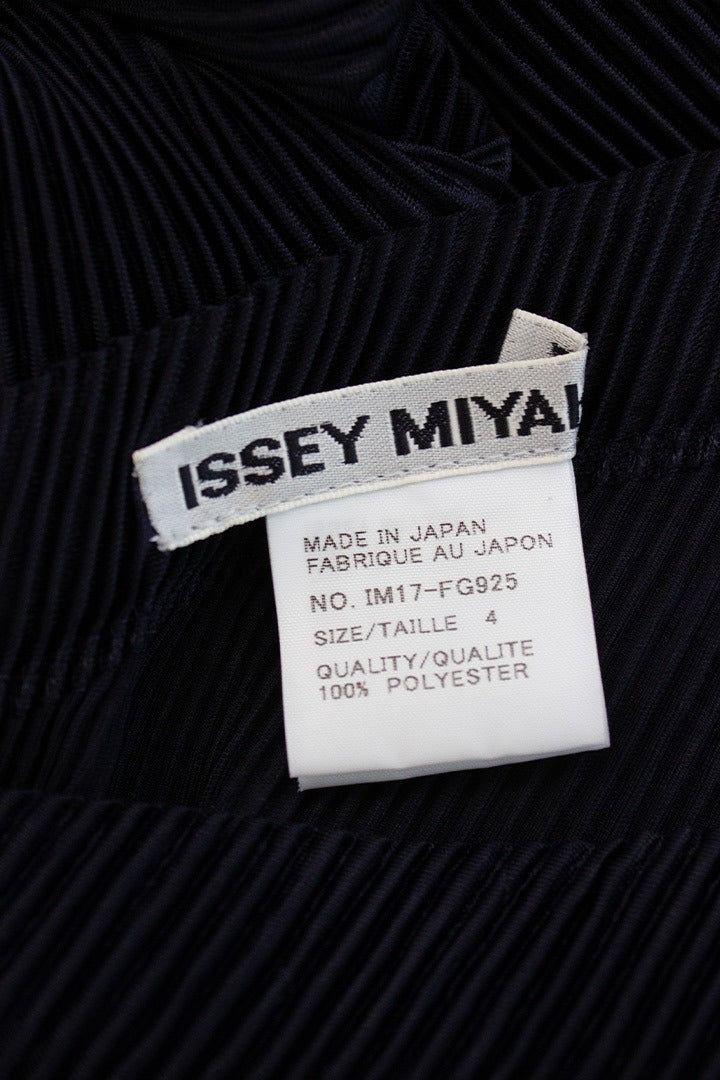 ISSEY MIYAK
MADE IN JAPAN
FABRIQUE AU JAPON
NO. IM17-FG925
SIZE/TAILLE 4
QUALITY/QUALITE
100% POLYESTER